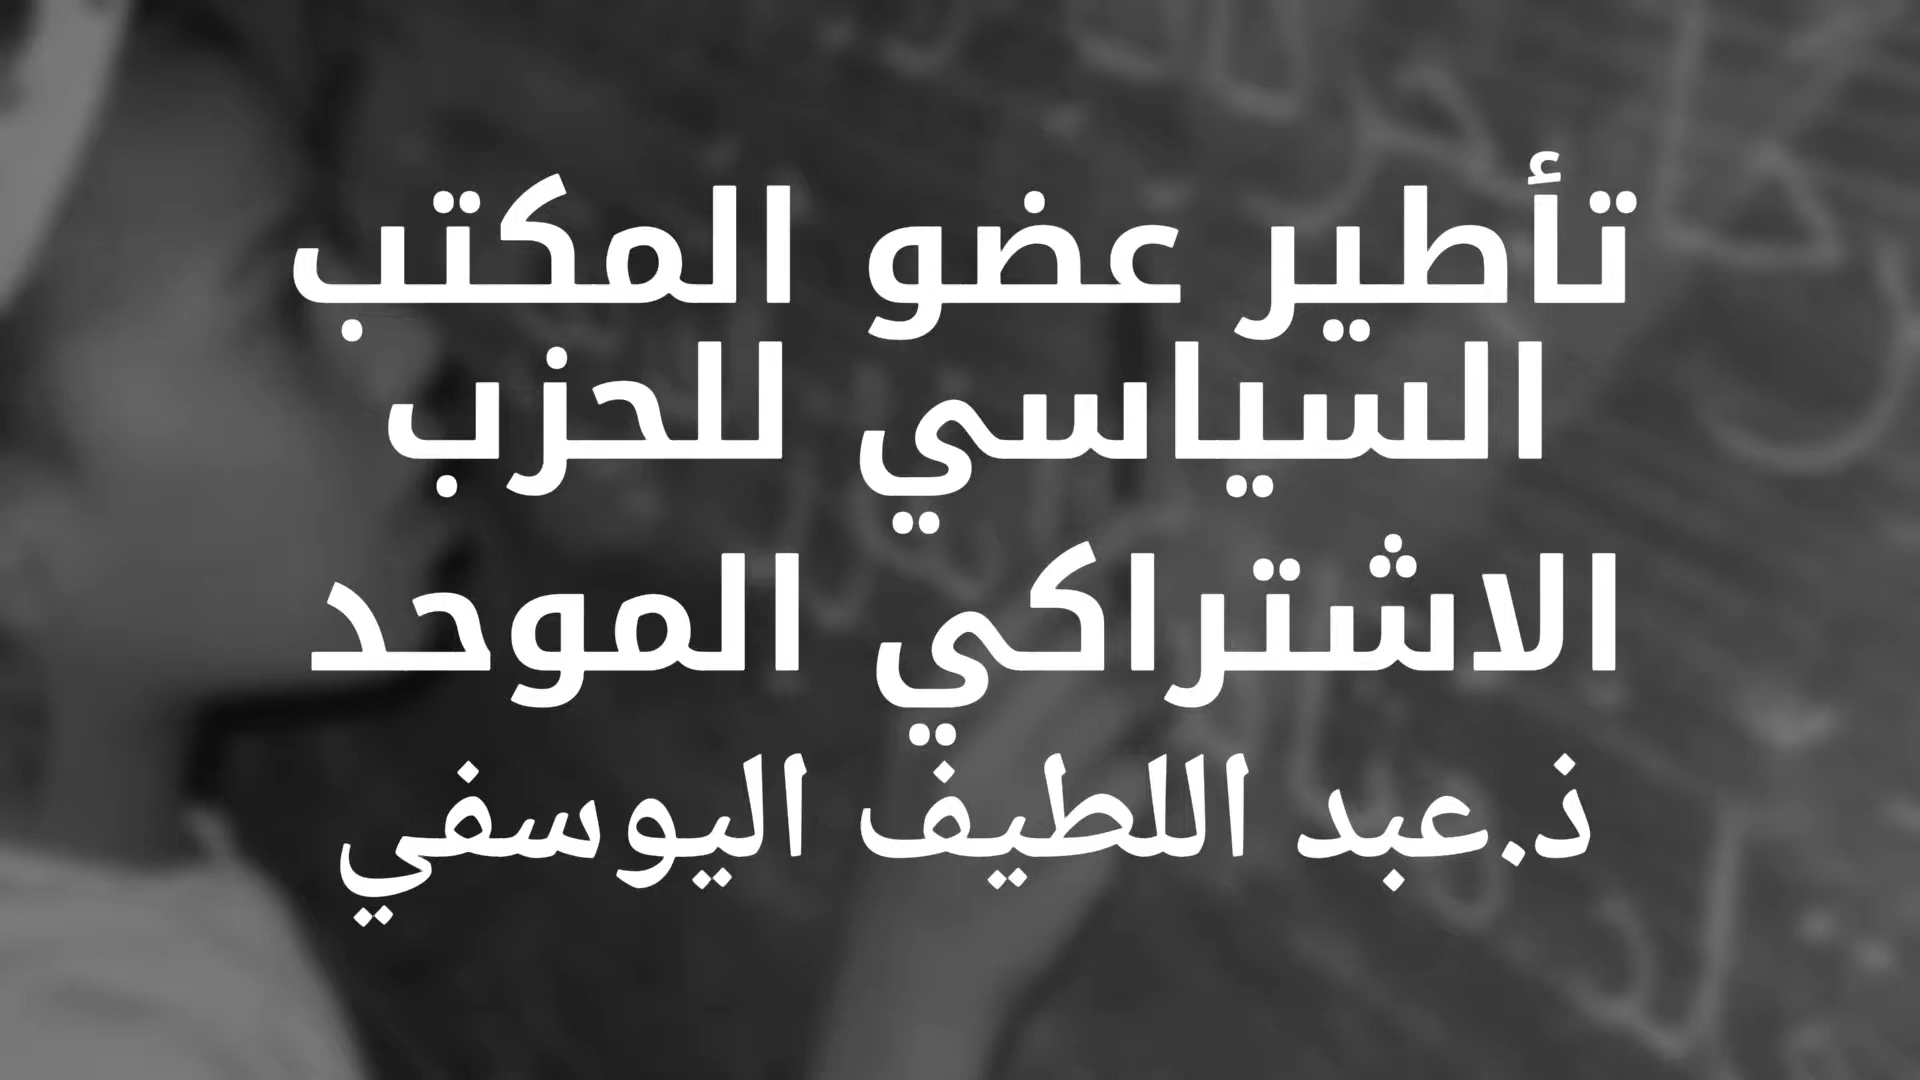 تأطير عضو المكتب
السياسي للحزب
الاشتراكي الموحد
ذ.عبد اللطيف اليوسفي